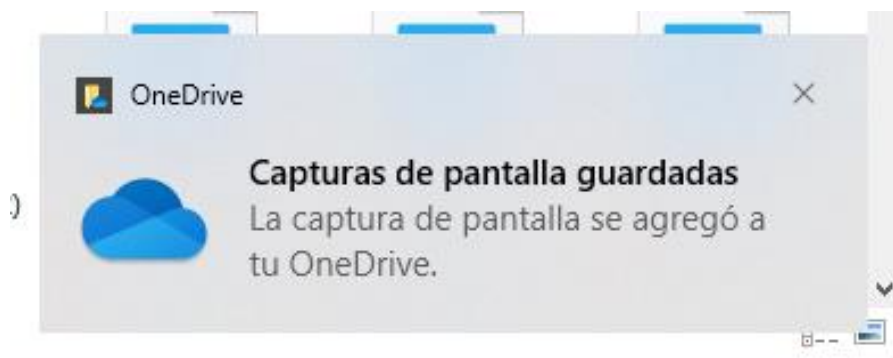 OneDrive
Capturas de pantalla guardadas
La captura de pantalla se agregó a
tu OneDrive.